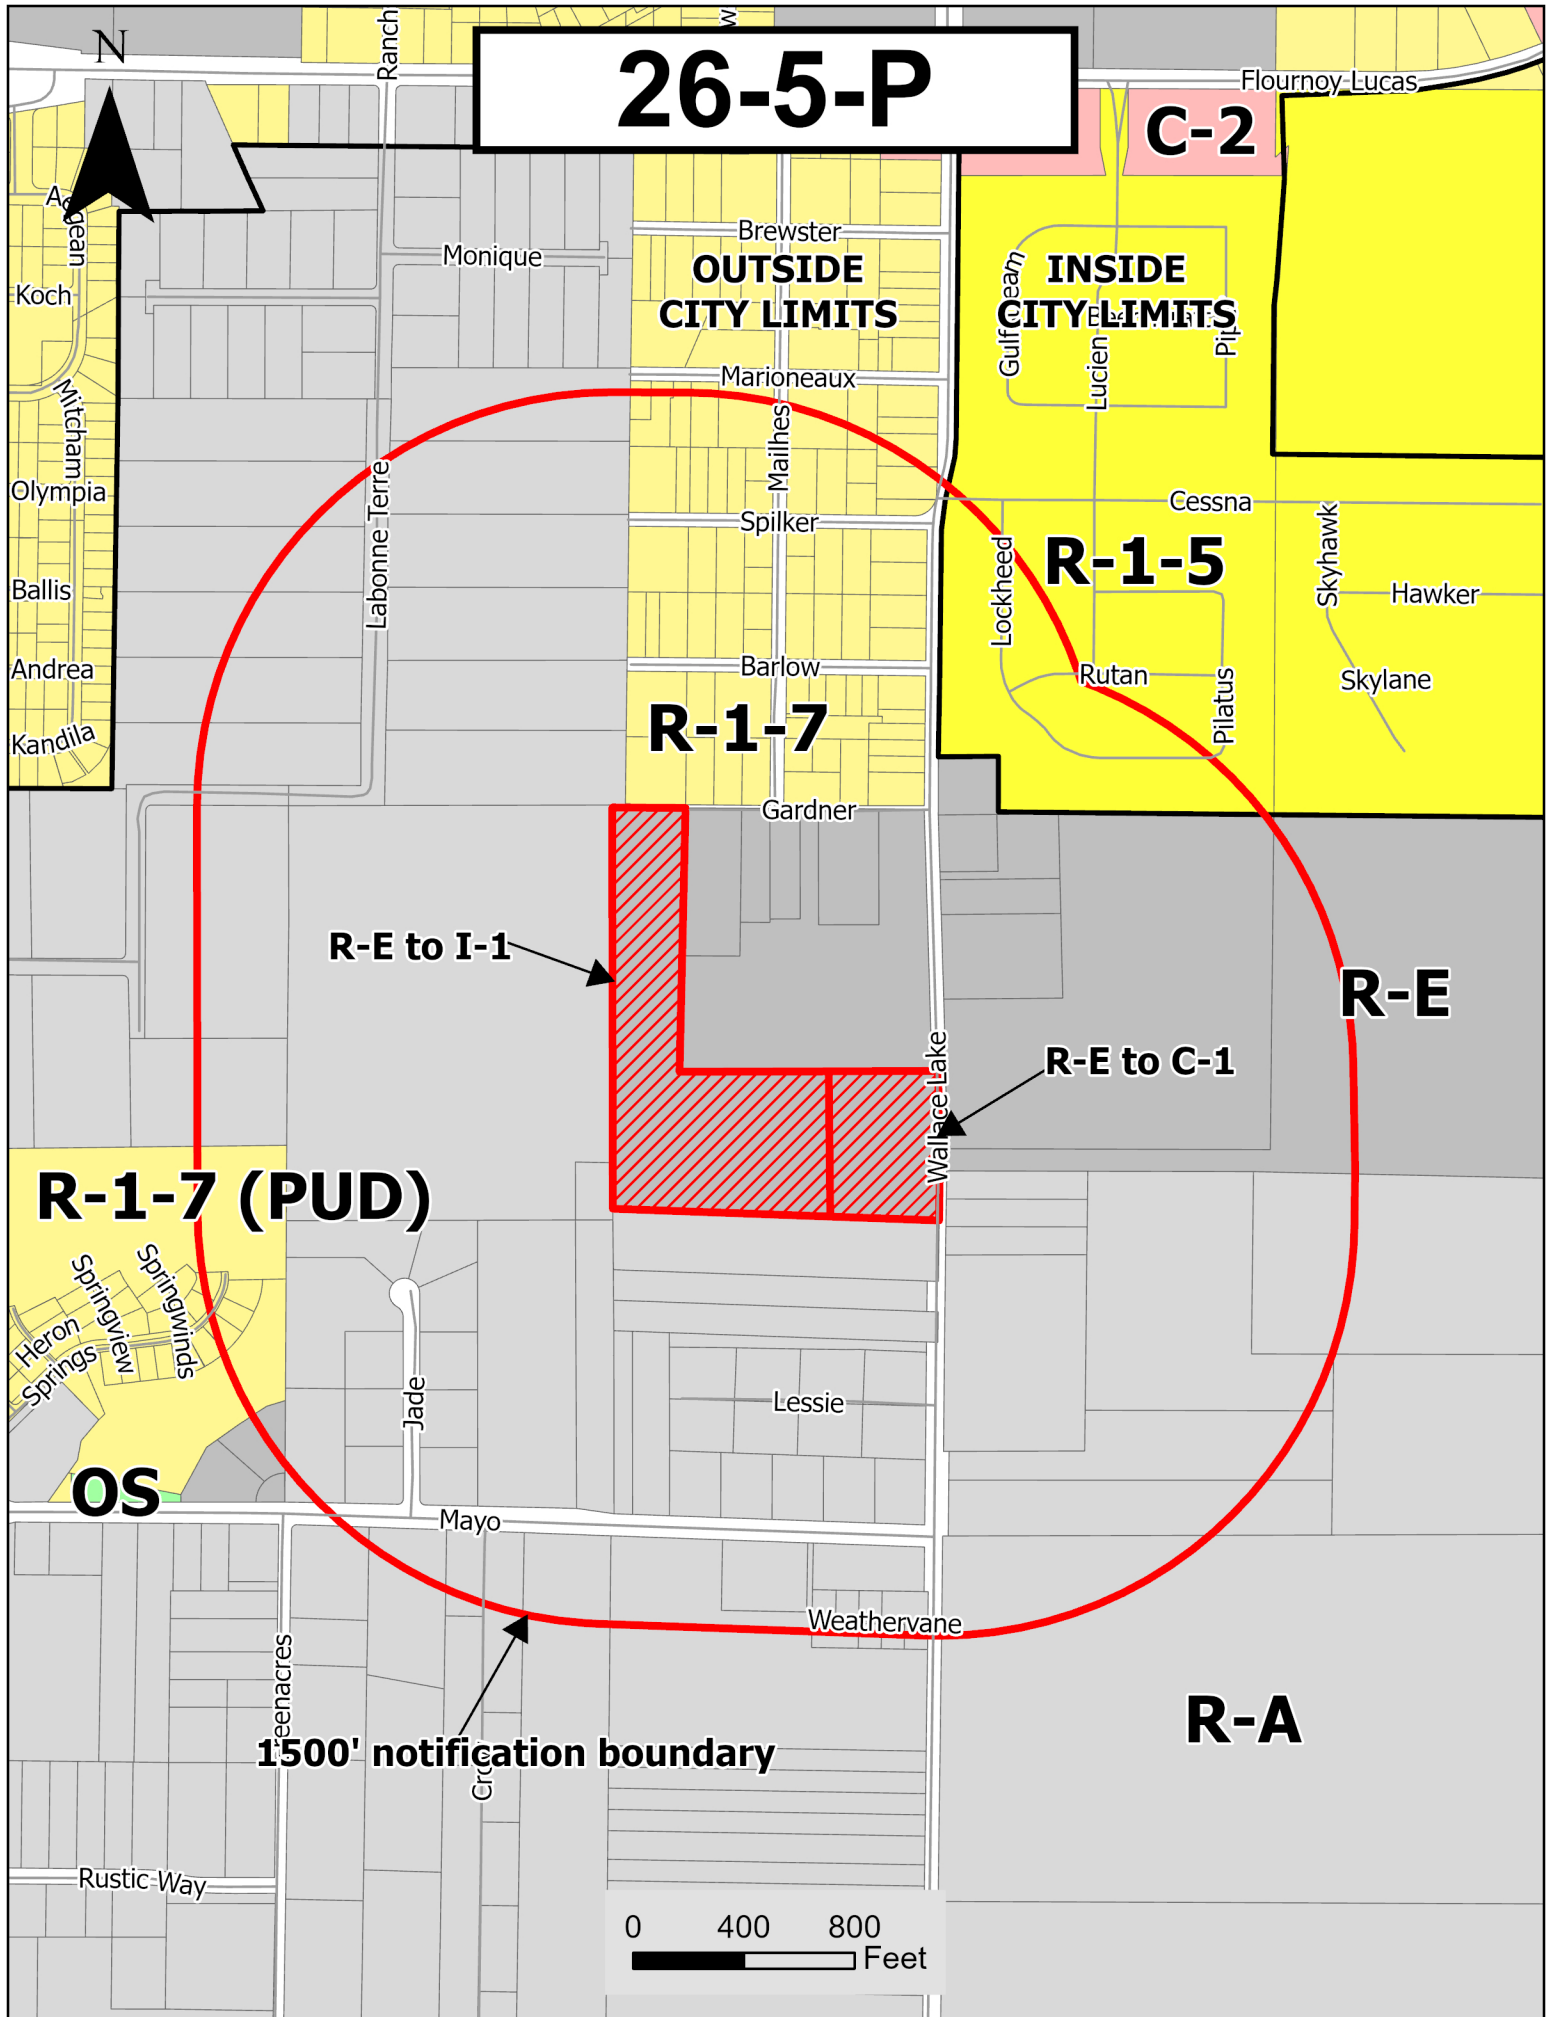 26-5-P
N
Ranch
Flournoy Lucas
C-2
Aegean
Brewster
Monique
OUTSIDE
CITY LIMITS
INSIDE
CITY LIMITS
Koch
Lucien
Marioneaux
Mitcham
Mailhes
Olympia
Labonne Terre
Spilker
Cessna
Skyhawk
R-1-5
Lockheed
Ballis
Hawker
Andrea
Barlow
Rutan
Skylane
Pilatus
R-1-7
Kandila
Gardner
R-E to I-1
R-E
R-E to C-1
Wallace Lake
R-1-7 (PUD)
Springview
Springwinds
Heron
Springs
Jade
Lessie
OS
Mayo
Weathervane
1500' notification boundary
R-A
Rustic Way
0 400 800
Feet